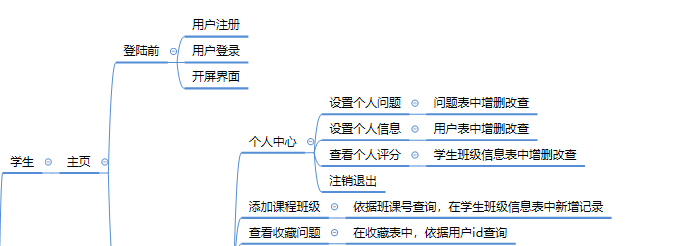 用户注册
登陆前
用户登录
开屏界面
设置个人问题
问题表中增删改查
设置个人信息
用户表中增删改查
个人中心
查看个人评分
学生班级信息表中增删改查
学生
主页
注销退出
添加课程班级
依据班课号查询，在学生班级信息表中新增记录
查看收藏问题
在收藏表中，依据用户id查询